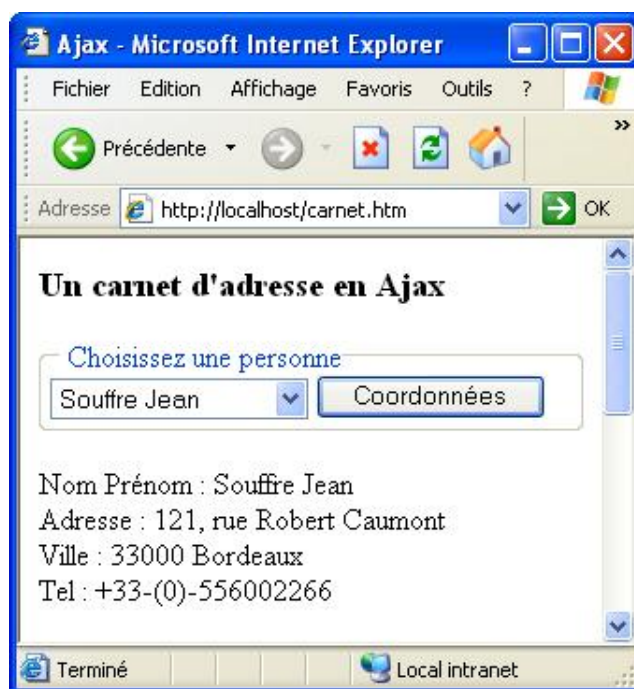 Ajax - Microsoft Internet Explorer
Fichier Edition Affichage Favoris Outils ? 
Précédente »
Adresse http://localhost/carnet.htm OK
Un carnet d'adresse en Ajax
Choisissez une personne
Souffre Jean Coordonnées
Nom Prénom : Souffre Jean
Adresse : 121, rue Robert Caumont
Ville : 33000 Bordeaux
Tel : +33-(0)-556002266
Terminé Local intranet